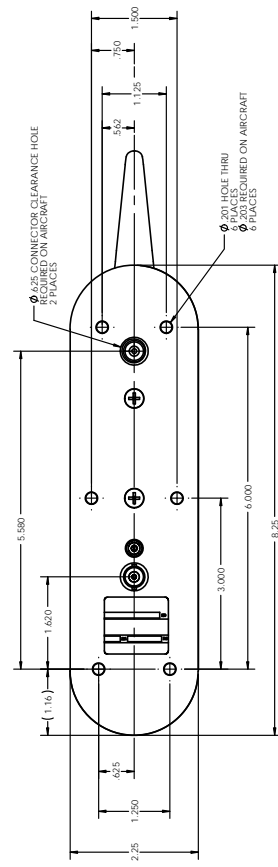 1.500
.750
1.125
.562
Ø.625 CONNECTOR CLEARANCE HOLE
REQUIRED ON AIRCRAFT
2 PLACES
Ø.201 HOLE THRU
6 PLACES
Ø.203 REQUIRED ON AIRCRAFT
6 PLACES
5.580
1.620
(1.16)
3.000
6.000
8.25
.625
1.250
2.25